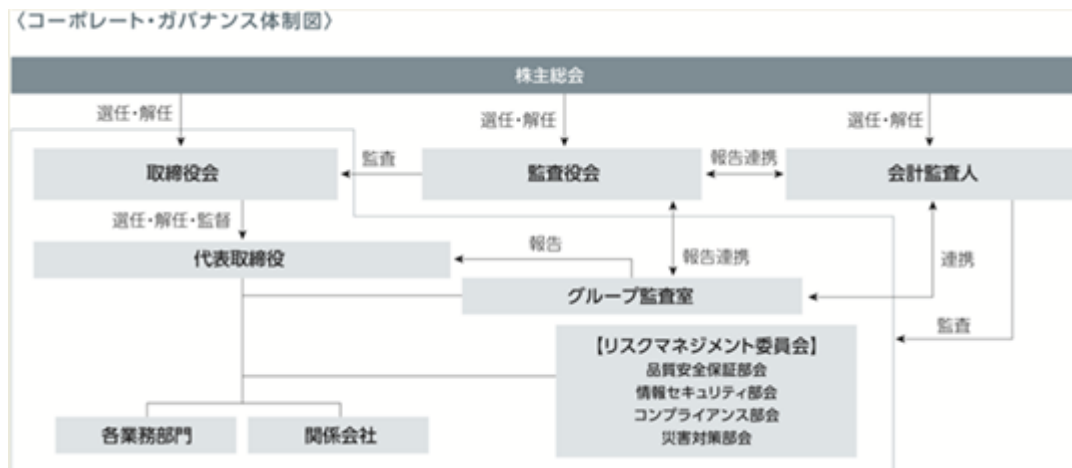 〈コーポレート・ガバナンス体制図〉
株主総会
選任・解任
選任・解任
選任・解任
取締役会
監査
監査役会
報告連携
会計監査人
選任・解任・監督
代表取締役
報告
報告連携
連携
グループ監査室
監査
【リスクマネジメント委員会】
品質安全保証部会
情報セキュリティ部会
コンプライアンス部会
災害対策部会
各業務部門
関係会社